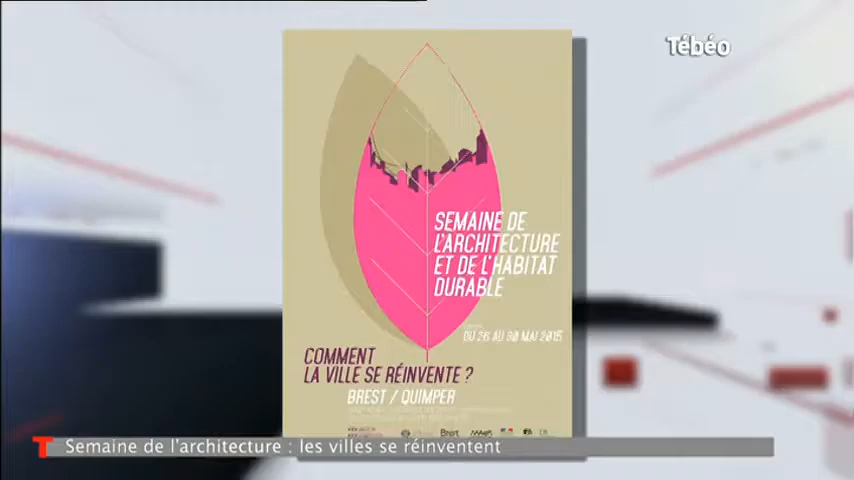 Tébéo
SEMAINE DE
L'ARCHITECTURE
ET DE L'HABITAT
DURABLE
DU 26 AU 30 MAI 2015
COMMENT
LA VILLE SE RÉINVENTE ?
BREST / QUIMPER
Brest
T Semaine de l'architecture : les villes se réinventent